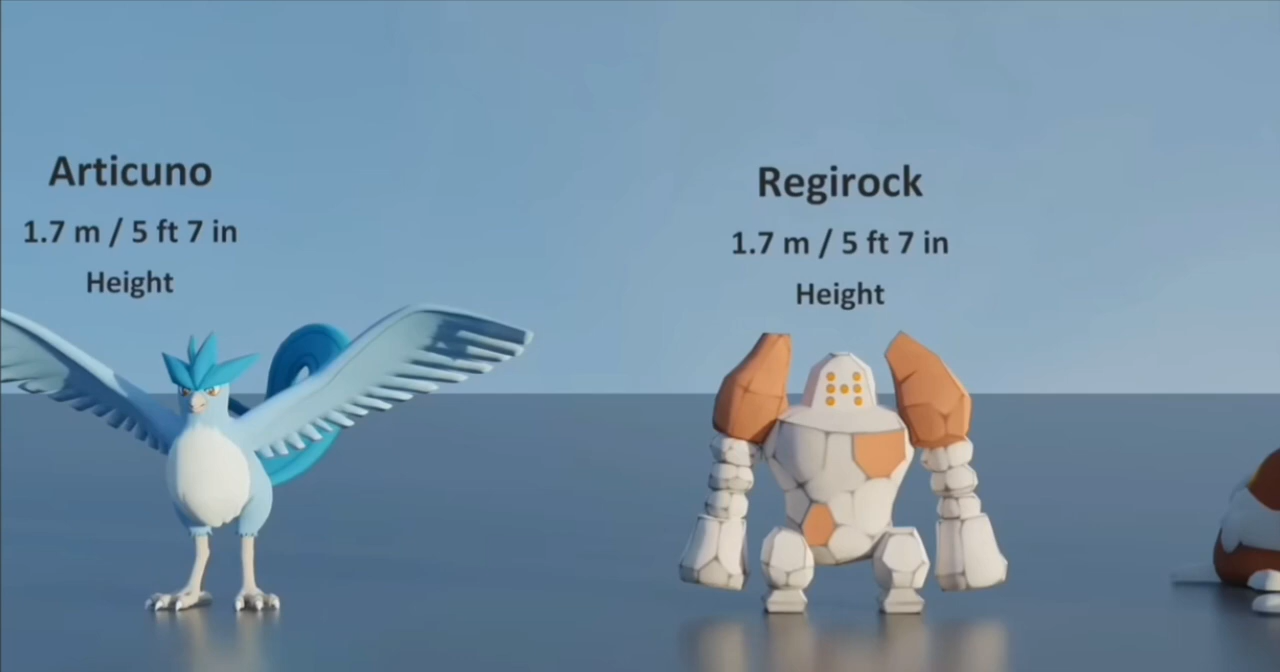 Articuno
1.7 m / 5 ft 7 in
Height
Regirock
1.7 m / 5 ft 7 in
Height